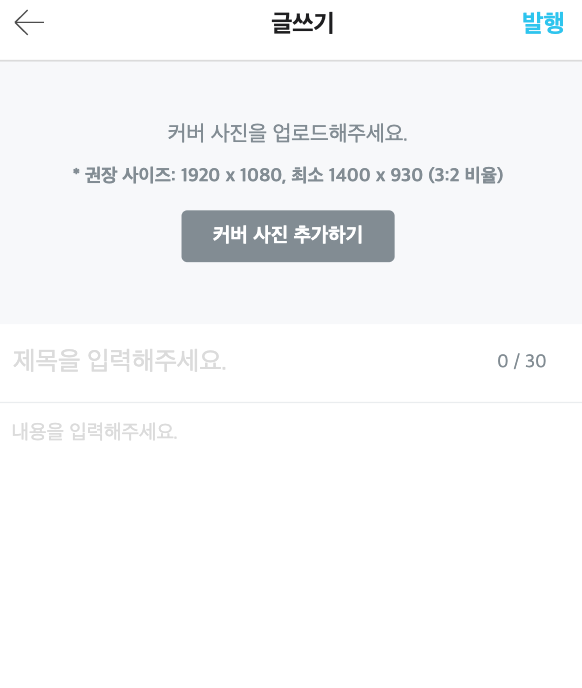 글쓰기 발행
커버 사진을 업로드해주세요.
* 권장 사이즈: 1920 x 1080, 최소 1400 x 930 (3:2 비율)
커버 사진 추가하기
제목을 입력해주세요. 0 / 30
내용을 입력해주세요.